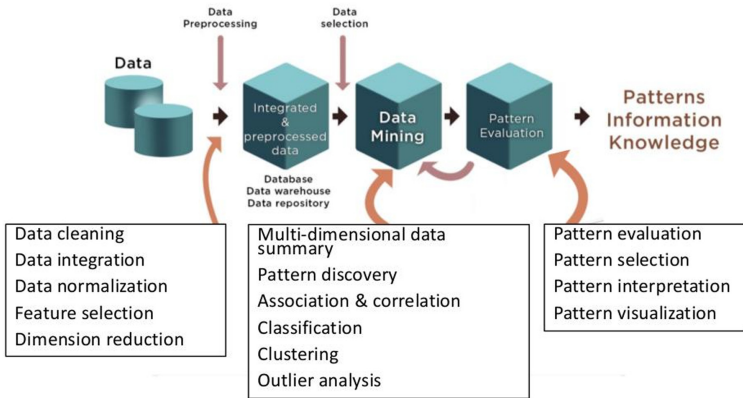 Data
Preprocessing
Data
selection
Data
Integrated
&
preprocessed
data
Data
Mining
Pattern
Evaluation
Patterns
Information
Knowledge
Database
Data warehouse
Data repository
Data cleaning
Data integration
Data normalization
Feature selection
Dimension reduction
Multi-dimensional data
summary
Pattern discovery
Association & correlation
Classification
Clustering
Outlier analysis
Pattern evaluation
Pattern selection
Pattern interpretation
Pattern visualization